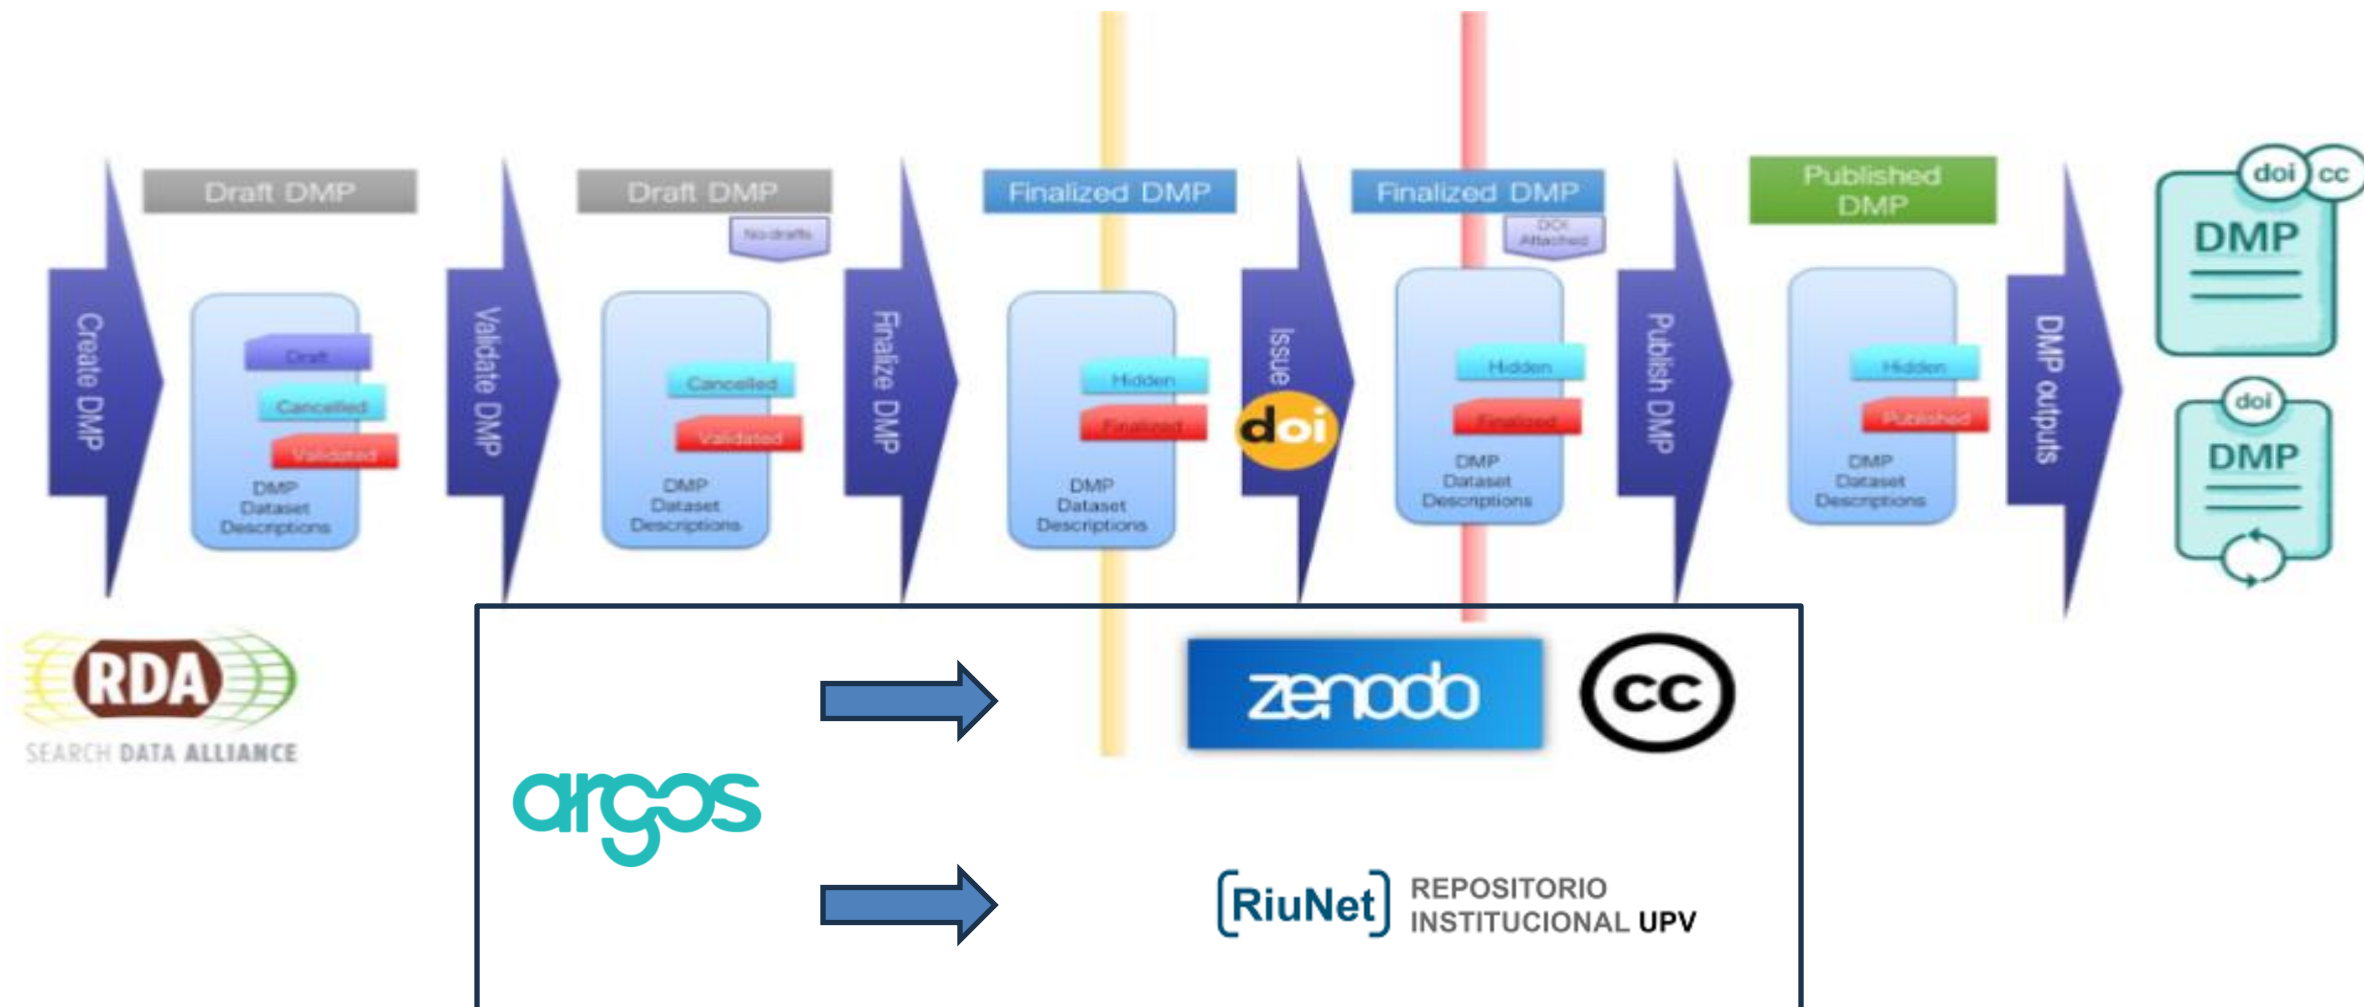 Create DMP
Draft DMP
Draft
Cancelled
Validated
DMP
Dataset
Descriptions
Validate DMP
Draft DMP
No drafts
Cancelled
Validated
DMP
Dataset
Descriptions
Finalize DMP
Finalized DMP
Hidden
Finalized
DMP
Dataset
Descriptions
Issue
doi
Finalized DMP
DOI
Attached
Hidden
Finalized
DMP
Dataset
Descriptions
Publish DMP
Published
DMP
Hidden
Published
DMP
Dataset
Descriptions
DMP outputs
doi cc
DMP
doi
DMP
RDA
SEARCH DATA ALLIANCE
argos
zenodo
cc
RiuNet
REPOSITORIO
INSTITUCIONAL UPV